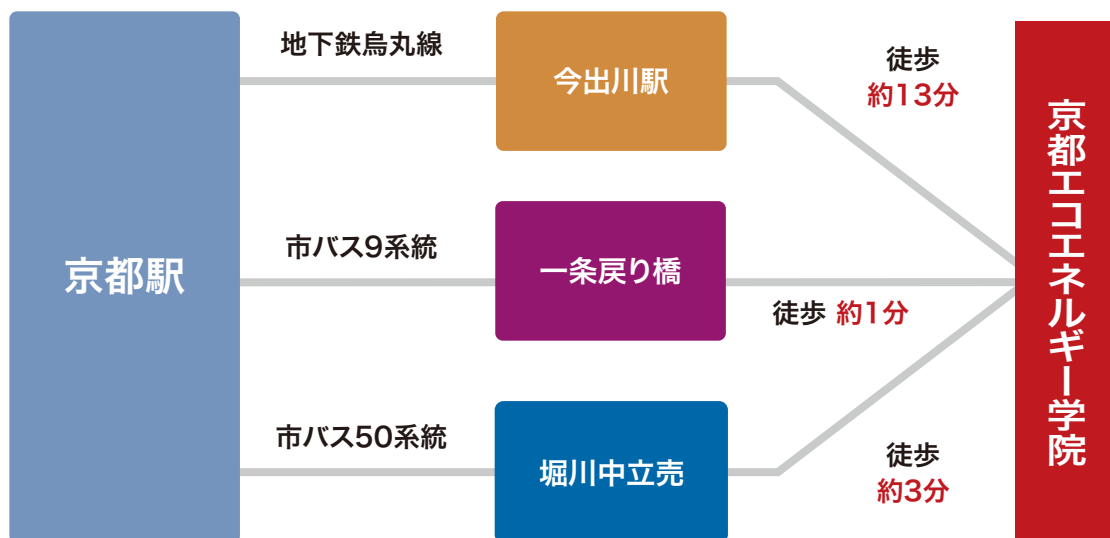 京都駅
地下鉄烏丸線
今出川駅
徒歩
約13分
市バス9系統
一条戻り橋
徒歩 約1分
市バス50系統
堀川中立売
徒歩
約3分
京都エコエネルギー学院